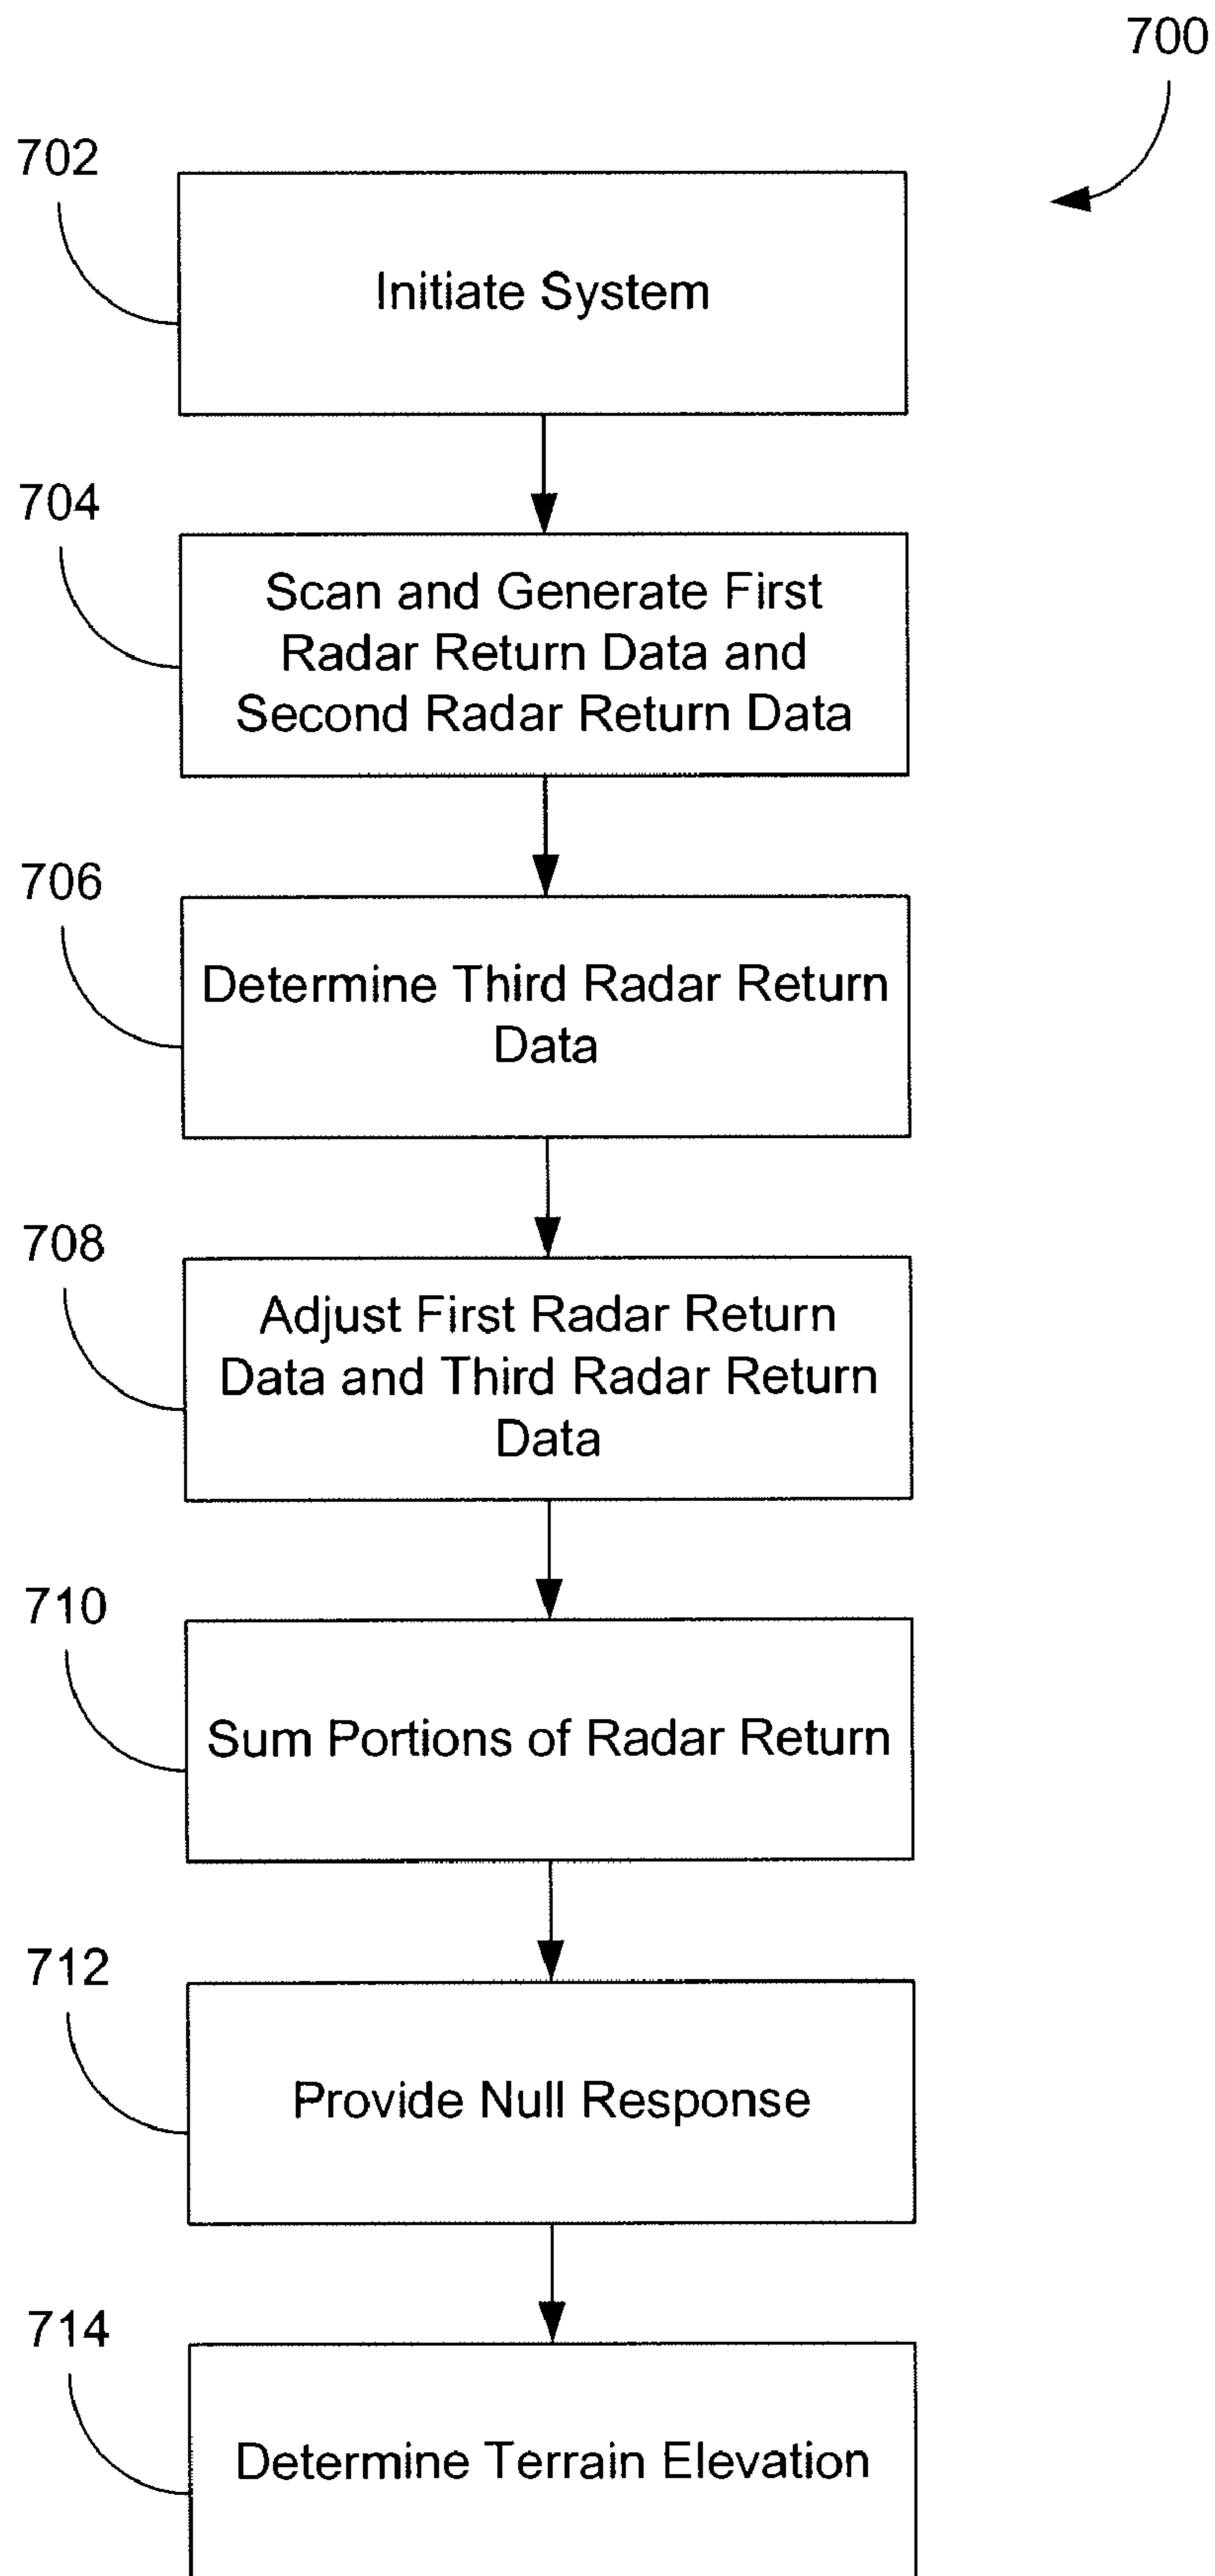 700
702
Initiate System
704
Scan and Generate First
Radar Return Data and
Second Radar Return Data
706
Determine Third Radar Return
Data
708
Adjust First Radar Return
Data and Third Radar Return
Data
710
Sum Portions of Radar Return
712
Provide Null Response
714
Determine Terrain Elevation